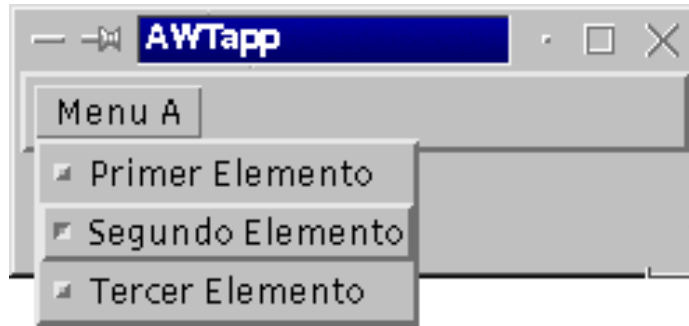 AWTapp
Menu A
Primer Elemento
Segundo Elemento
Tercer Elemento